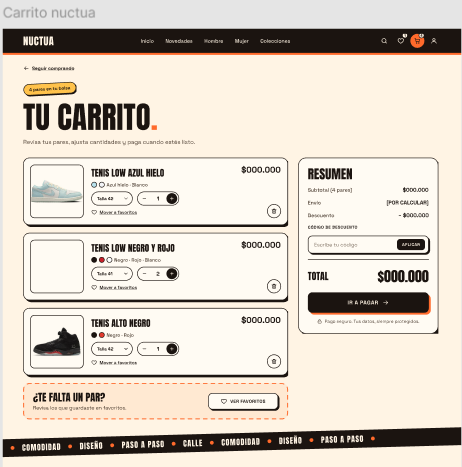 Carrito nuctua
NUCTUA Inicio Novedades Hombre Mujer Colecciones
← Seguir comprando
4 pares en tu bolsa
TU CARRITO.
Revisa tus pares, ajusta cantidades y paga cuando estés listo.
TENIS LOW AZUL HIELO $000.000
Azul hielo · Blanco
Talla 42 − 1 +
Mover a favoritos
TENIS LOW NEGRO Y ROJO $000.000
Negro · Rojo · Blanco
Talla 41 − 2 +
Mover a favoritos
TENIS ALTO NEGRO $000.000
Negro · Rojo
Talla 42 − 1 +
Mover a favoritos
¿TE FALTA UN PAR?
Revisa los que guardaste en favoritos.
VER FAVORITOS
RESUMEN
Subtotal (4 pares) $000.000
Envío [POR CALCULAR]
Descuento − $000.000
CÓDIGO DE DESCUENTO
Escribe tu código APLICAR
TOTAL $000.000
IR A PAGAR →
Pago seguro. Tus datos, siempre protegidos.
COMODIDAD • DISEÑO • PASO A PASO • CALLE • COMODIDAD • DISEÑO • PASO A PASO •